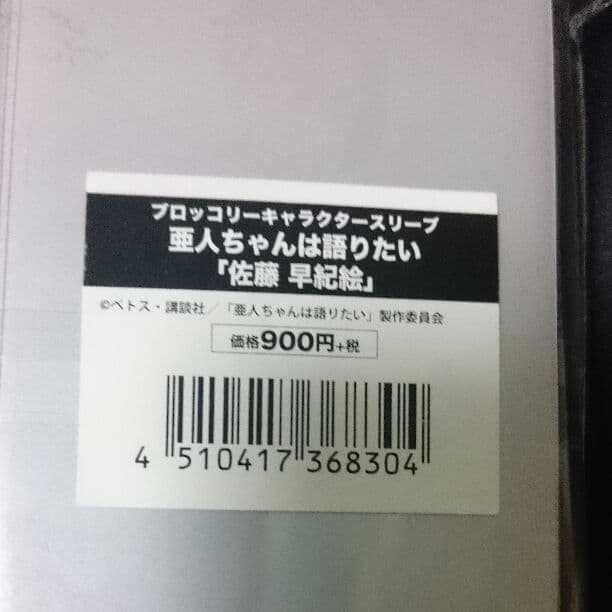 ブロッコリーキャラクタースリーブ
亜人ちゃんは語りたい
「佐藤 早紀絵」
©ペトス・講談社／「亜人ちゃんは語りたい」製作委員会
価格900円+税
4 510417 368304